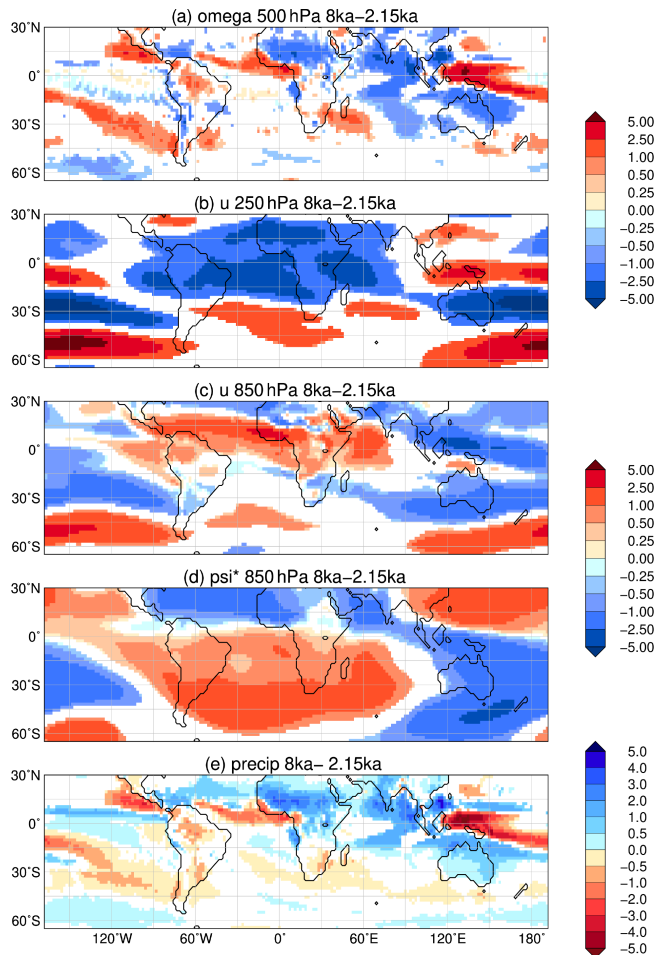 (a) omega 500 hPa 8ka−2.15ka
30˚N
0˚
30˚S
60˚S
5.00
2.50
1.00
0.50
0.25
0.00
−0.25
−0.50
−1.00
−2.50
−5.00
(b) u 250 hPa 8ka−2.15ka
30˚N
0˚
30˚S
60˚S
(c) u 850 hPa 8ka−2.15ka
30˚N
0˚
30˚S
60˚S
5.00
2.50
1.00
0.50
0.25
0.00
−0.25
−0.50
−1.00
−2.50
−5.00
(d) psi* 850 hPa 8ka−2.15ka
30˚N
0˚
30˚S
60˚S
(e) precip 8ka− 2.15ka
30˚N
0˚
30˚S
60˚S
120˚W 60˚W 0˚ 60˚E 120˚E 180˚
5.0
4.0
3.0
2.0
1.0
0.5
0.0
−0.5
−1.0
−2.0
−3.0
−4.0
−5.0